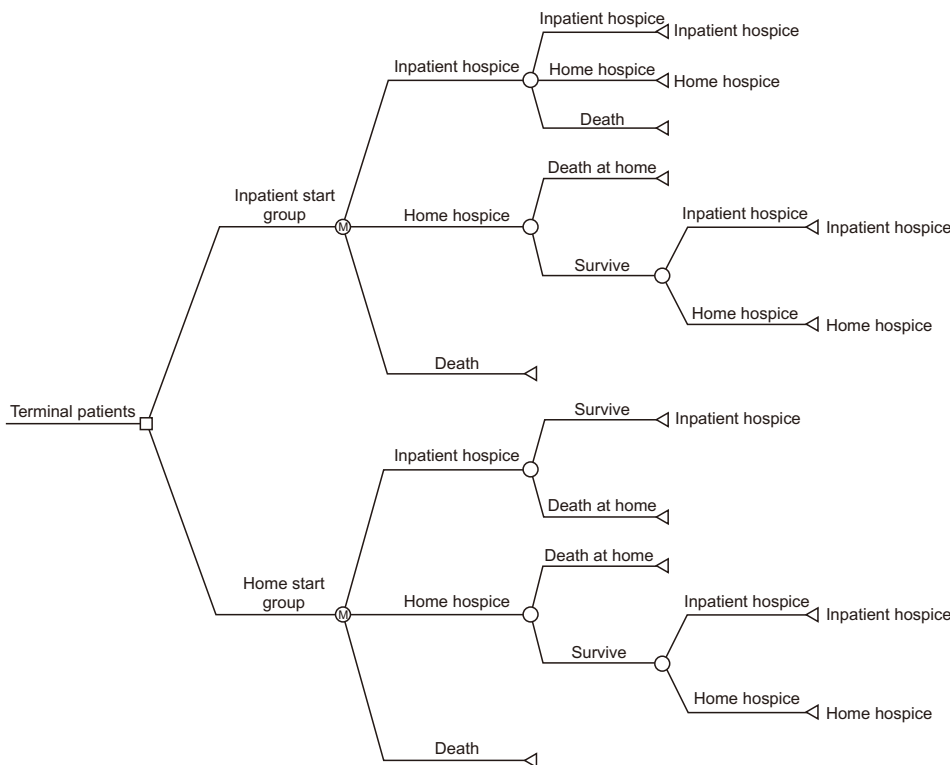 Inpatient hospice
Inpatient hospice
Inpatient hospice
Home hospice
Home hospice
Death
Inpatient start
group
M
Home hospice
Death at home
Survive
Inpatient hospice
Inpatient hospice
Home hospice
Home hospice
Death
Terminal patients
Inpatient hospice
Survive
Inpatient hospice
Death at home
Home start
group
M
Home hospice
Death at home
Survive
Inpatient hospice
Inpatient hospice
Home hospice
Home hospice
Death